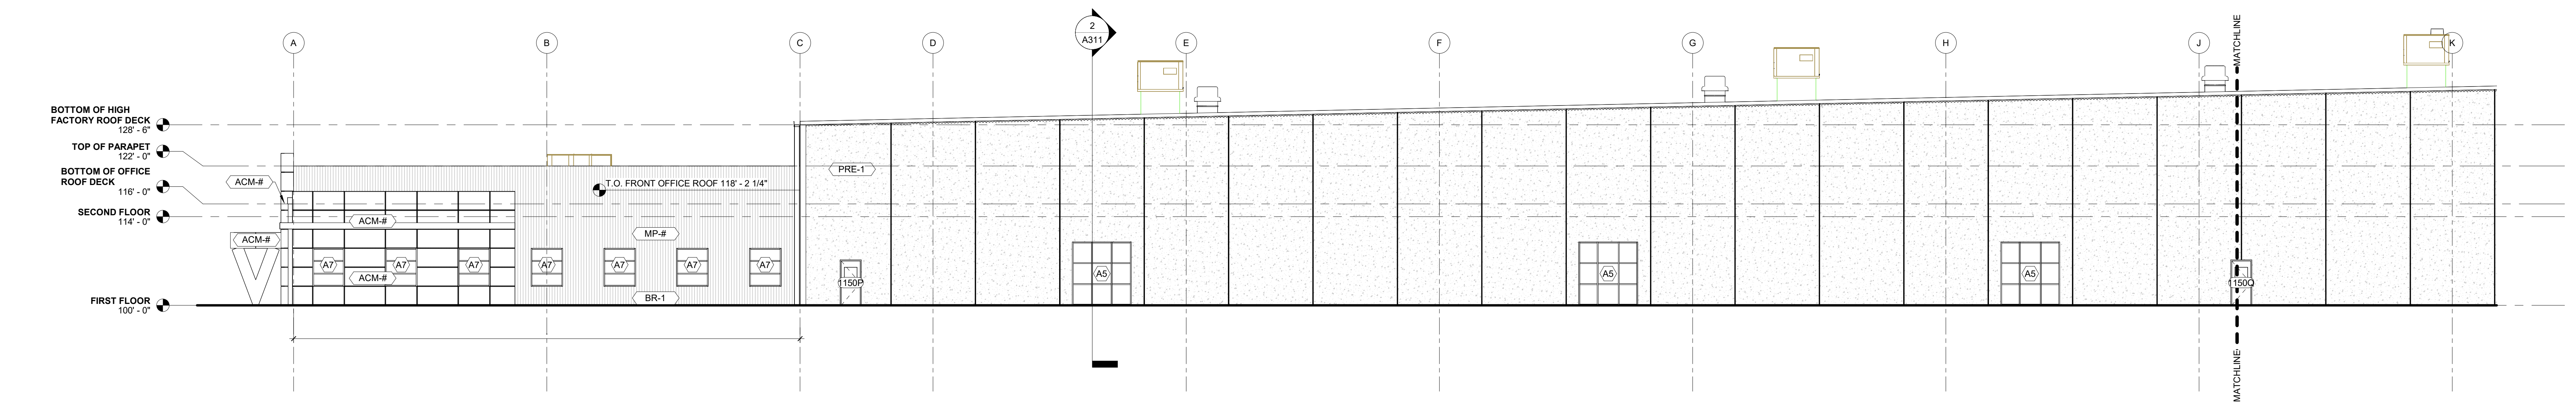 A
B
C
D
2
A311
E
F
G
H
J
MATCHLINE
K
BOTTOM OF HIGH
FACTORY ROOF DECK
128' - 6"
TOP OF PARAPET
122' - 0"
BOTTOM OF OFFICE
ROOF DECK
116' - 0"
SECOND FLOOR
114' - 0"
FIRST FLOOR
100' - 0"
ACM-#
T.O. FRONT OFFICE ROOF 118' - 2 1/4"
PRE-1
ACM-#
ACM-#
MP-#
A7
A7
A7
A7
A7
A7
A7
ACM-#
BR-1
1150P
A5
A5
A5
1150Q
MATCHLINE